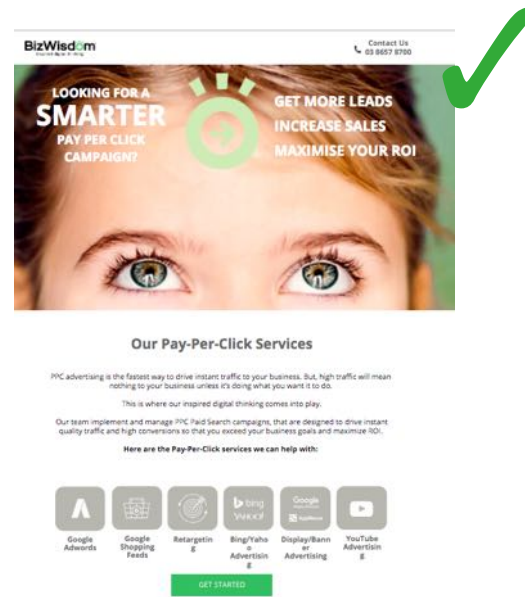 BizWisdom
inspired digital thinking
Contact Us
03 8657 8700
LOOKING FOR A
SMARTER
PAY PER CLICK
CAMPAIGN?
GET MORE LEADS
INCREASE SALES
MAXIMISE YOUR ROI
Our Pay-Per-Click Services
PPC advertising is the fastest way to drive instant traffic to your business. But, high traffic will mean
nothing to your business unless it's doing what you want it to do.
This is where our inspired digital thinking comes into play.
Our team implement and manage PPC Paid Search campaigns, that are designed to drive instant
quality traffic and high conversions so that you exceed your business goals and maximize ROI.
Here are the Pay-Per-Click services we can help with:
bing
YAHOO!
Google
AppNexus
Google
Adwords
Google
Shopping
Feeds
Retargetin
g
Bing/Yaho
o
Advertisin
g
Display/Bann
er
Advertising
YouTube
Advertisin
g
GET STARTED